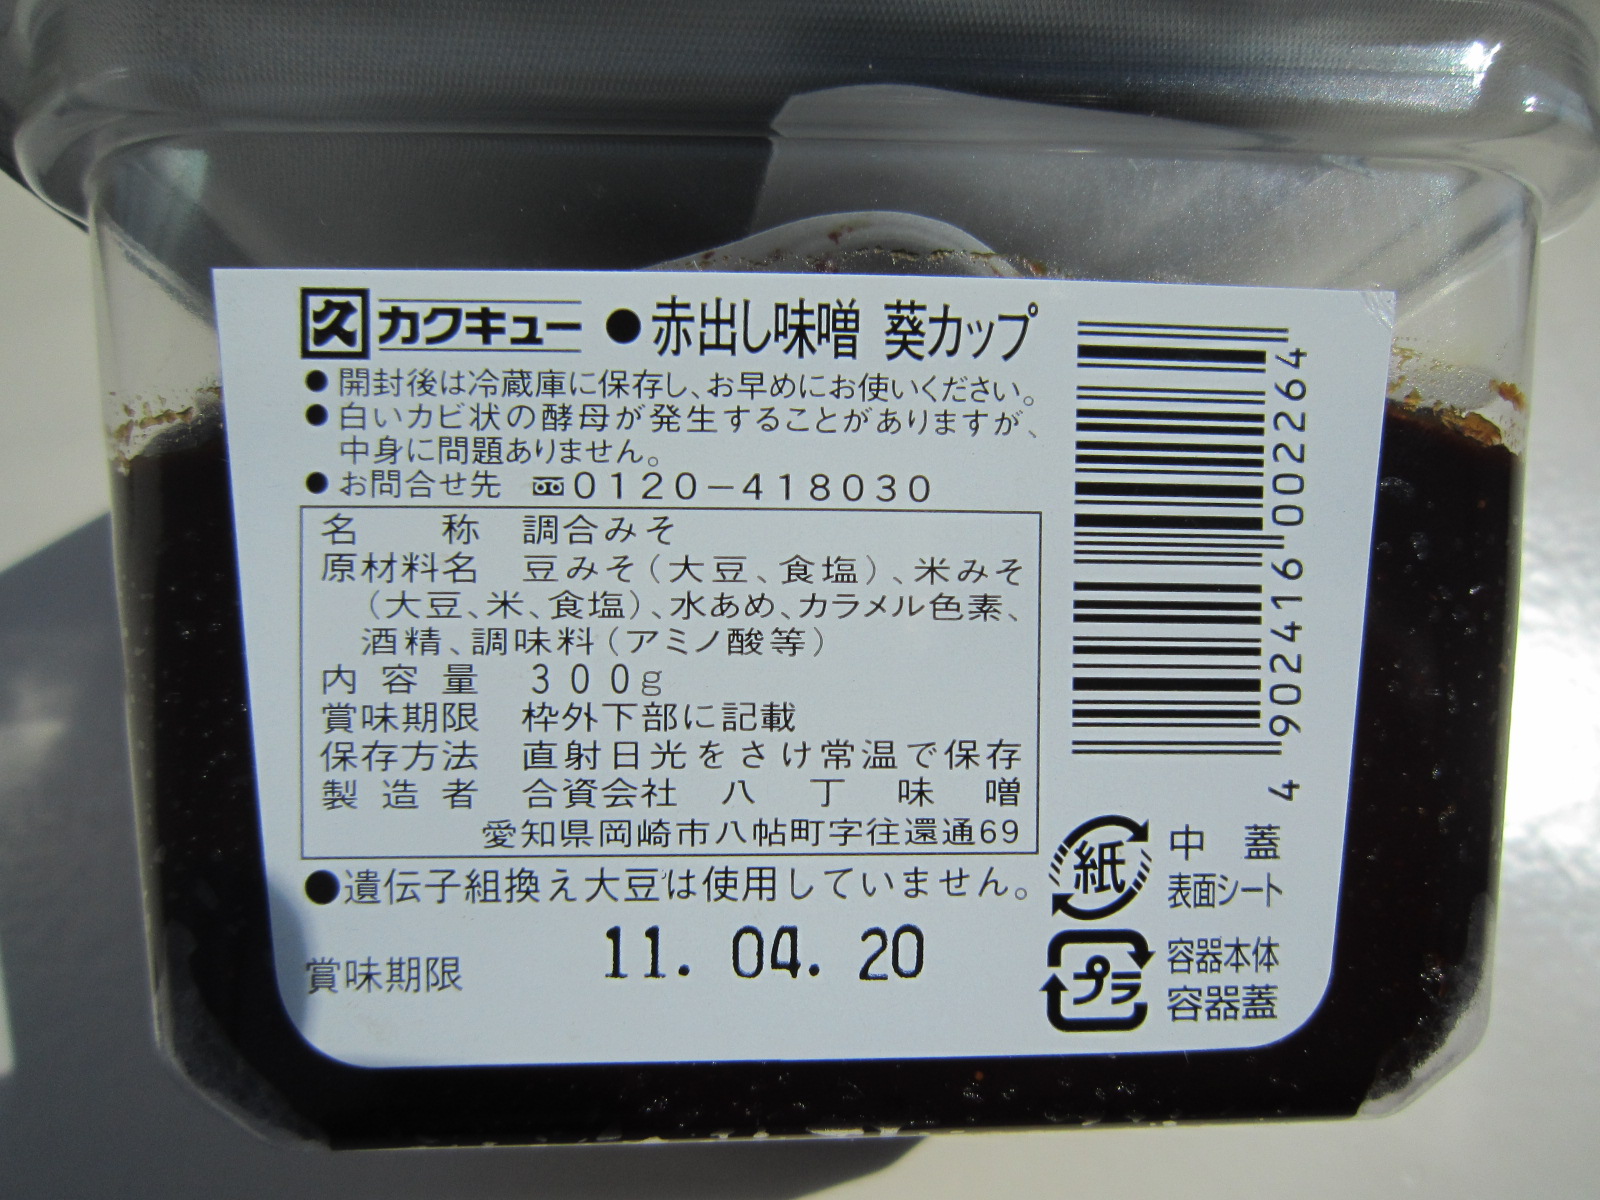 久 カクキュー ●赤出し味噌 葵カップ
●開封後は冷蔵庫に保存し、お早めにお使いください。
●白いカビ状の酵母が発生することがありますが、
中身に問題ありません。
●お問合せ先 0120-418030
名称 調合みそ
原材料名 豆みそ(大豆、食塩)、米みそ
(大豆、米、食塩)、水あめ、カラメル色素、
酒精、調味料(アミノ酸等)
内容量 300g
賞味期限 枠外下部に記載
保存方法 直射日光をさけ常温で保存
製造者 合資会社 八丁味噌
愛知県岡崎市八帖町字往還通69
●遺伝子組換え大豆は使用していません。
賞味期限 11. 04. 20
4 902416 002264
紙 中蓋
表面シート
プラ 容器本体
容器蓋